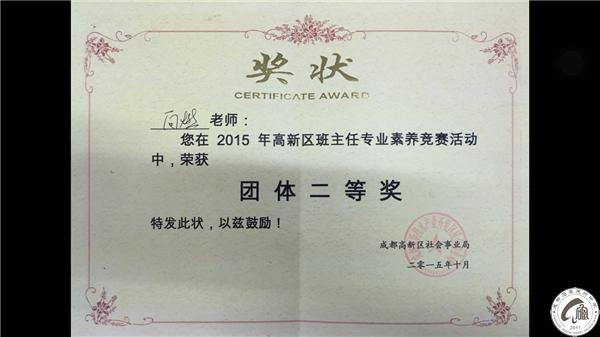 奖状
CERTIFICATE AWARD
老师：
您在 2015 年高新区班主任专业素养竞赛活动
中，荣获
团体二等奖
特发此状，以兹鼓励！
成都高新区社会事业局
二零一五年十月
2011